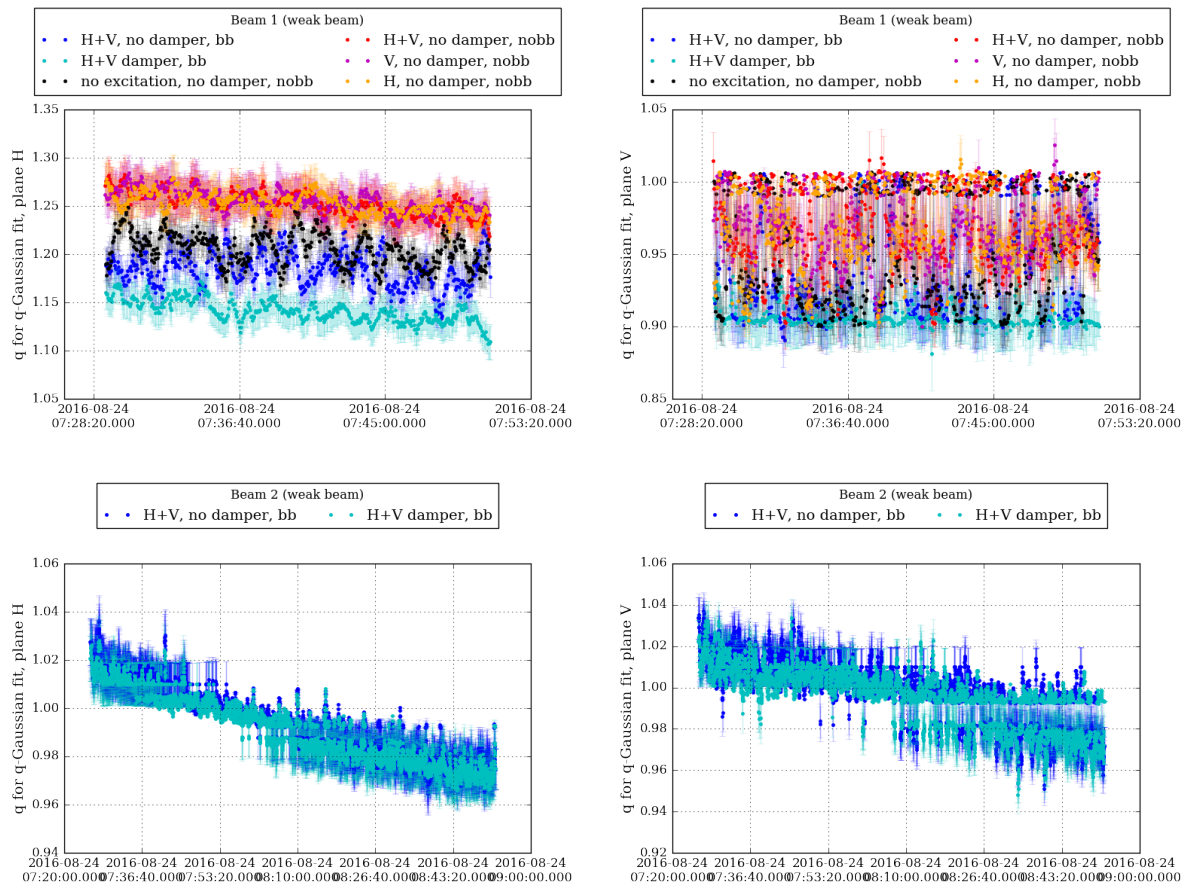 Beam 1 (weak beam)
H+V, no damper, bb
H+V, no damper, nobb
H+V damper, bb
V, no damper, nobb
no excitation, no damper, nobb
H, no damper, nobb
1.35
1.30
1.25
1.20
1.15
1.10
1.05
q for q-Gaussian fit, plane H
2016-08-24 2016-08-24 2016-08-24 2016-08-24
07:28:20.000 07:36:40.000 07:45:00.000 07:53:20.000
Beam 1 (weak beam)
H+V, no damper, bb
H+V, no damper, nobb
H+V damper, bb
V, no damper, nobb
no excitation, no damper, nobb
H, no damper, nobb
1.05
1.00
0.95
0.90
0.85
q for q-Gaussian fit, plane V
2016-08-24 2016-08-24 2016-08-24 2016-08-24
07:28:20.000 07:36:40.000 07:45:00.000 07:53:20.000
Beam 2 (weak beam)
H+V, no damper, bb H+V damper, bb
1.06
1.04
1.02
1.00
0.98
0.96
0.94
q for q-Gaussian fit, plane H
2016-08-24 2016-08-24 2016-08-24 2016-08-24 2016-08-24 2016-08-24 2016-08-24
07:20:00.000 07:36:40.000 07:53:20.000 08:10:00.000 08:26:40.000 08:43:20.000 09:00:00.000
Beam 2 (weak beam)
H+V, no damper, bb H+V damper, bb
1.06
1.04
1.02
1.00
0.98
0.96
0.94
0.92
q for q-Gaussian fit, plane V
2016-08-24 2016-08-24 2016-08-24 2016-08-24 2016-08-24 2016-08-24 2016-08-24
07:20:00.000 07:36:40.000 07:53:20.000 08:10:00.000 08:26:40.000 08:43:20.000 09:00:00.000